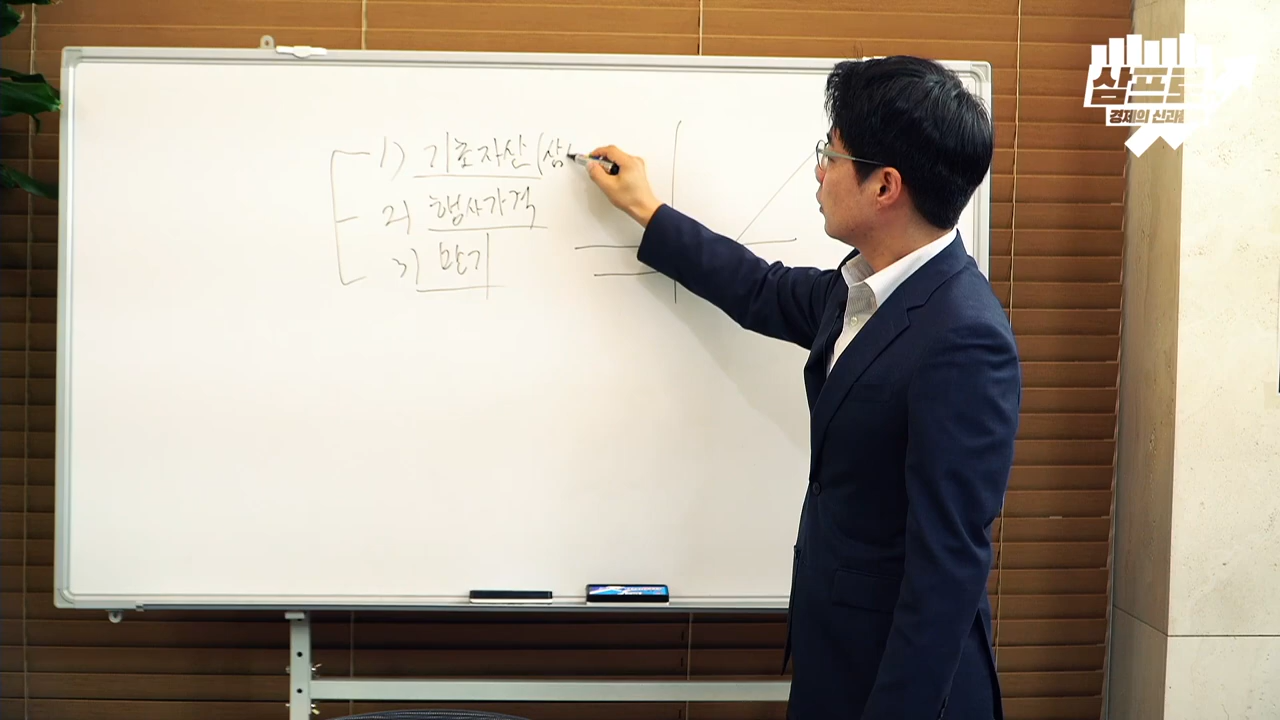 1) 기초자산 (삼
2) 행사가격
3) 만기
삼프로
경제의 신과